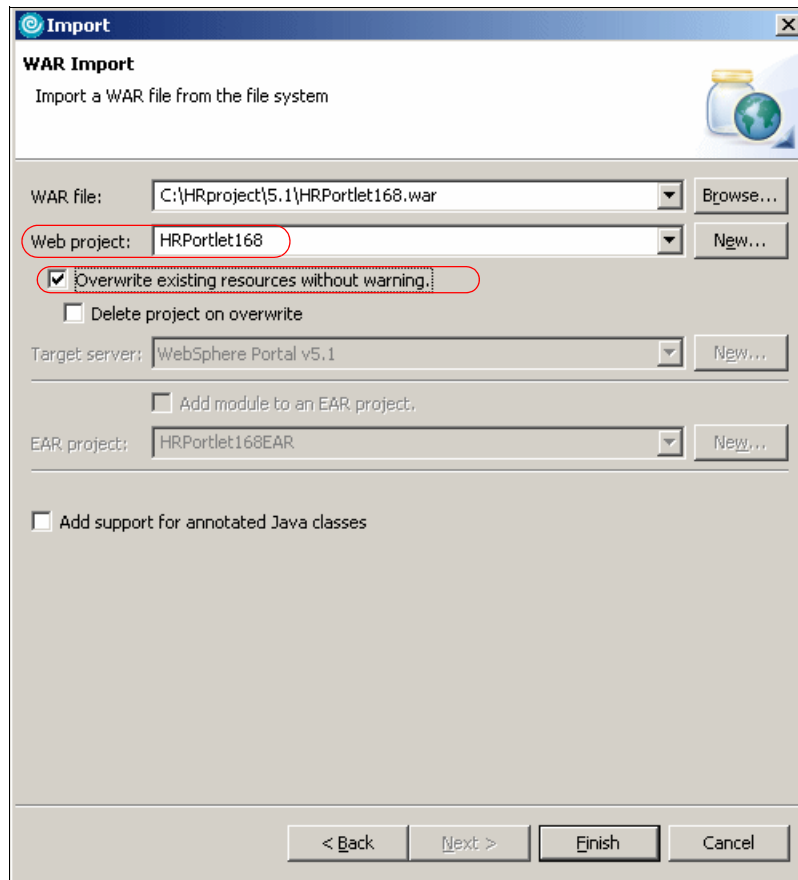 Import
WAR Import
Import a WAR file from the file system
WAR file: C:\HRproject\5.1\HRPortlet168.war Browse...
Web project: HRPortlet168 New...
Overwrite existing resources without warning.
Delete project on overwrite
Target server: WebSphere Portal v5.1 New...
Add module to an EAR project.
EAR project: HRPortlet168EAR New...
Add support for annotated Java classes
< Back Next > Finish Cancel